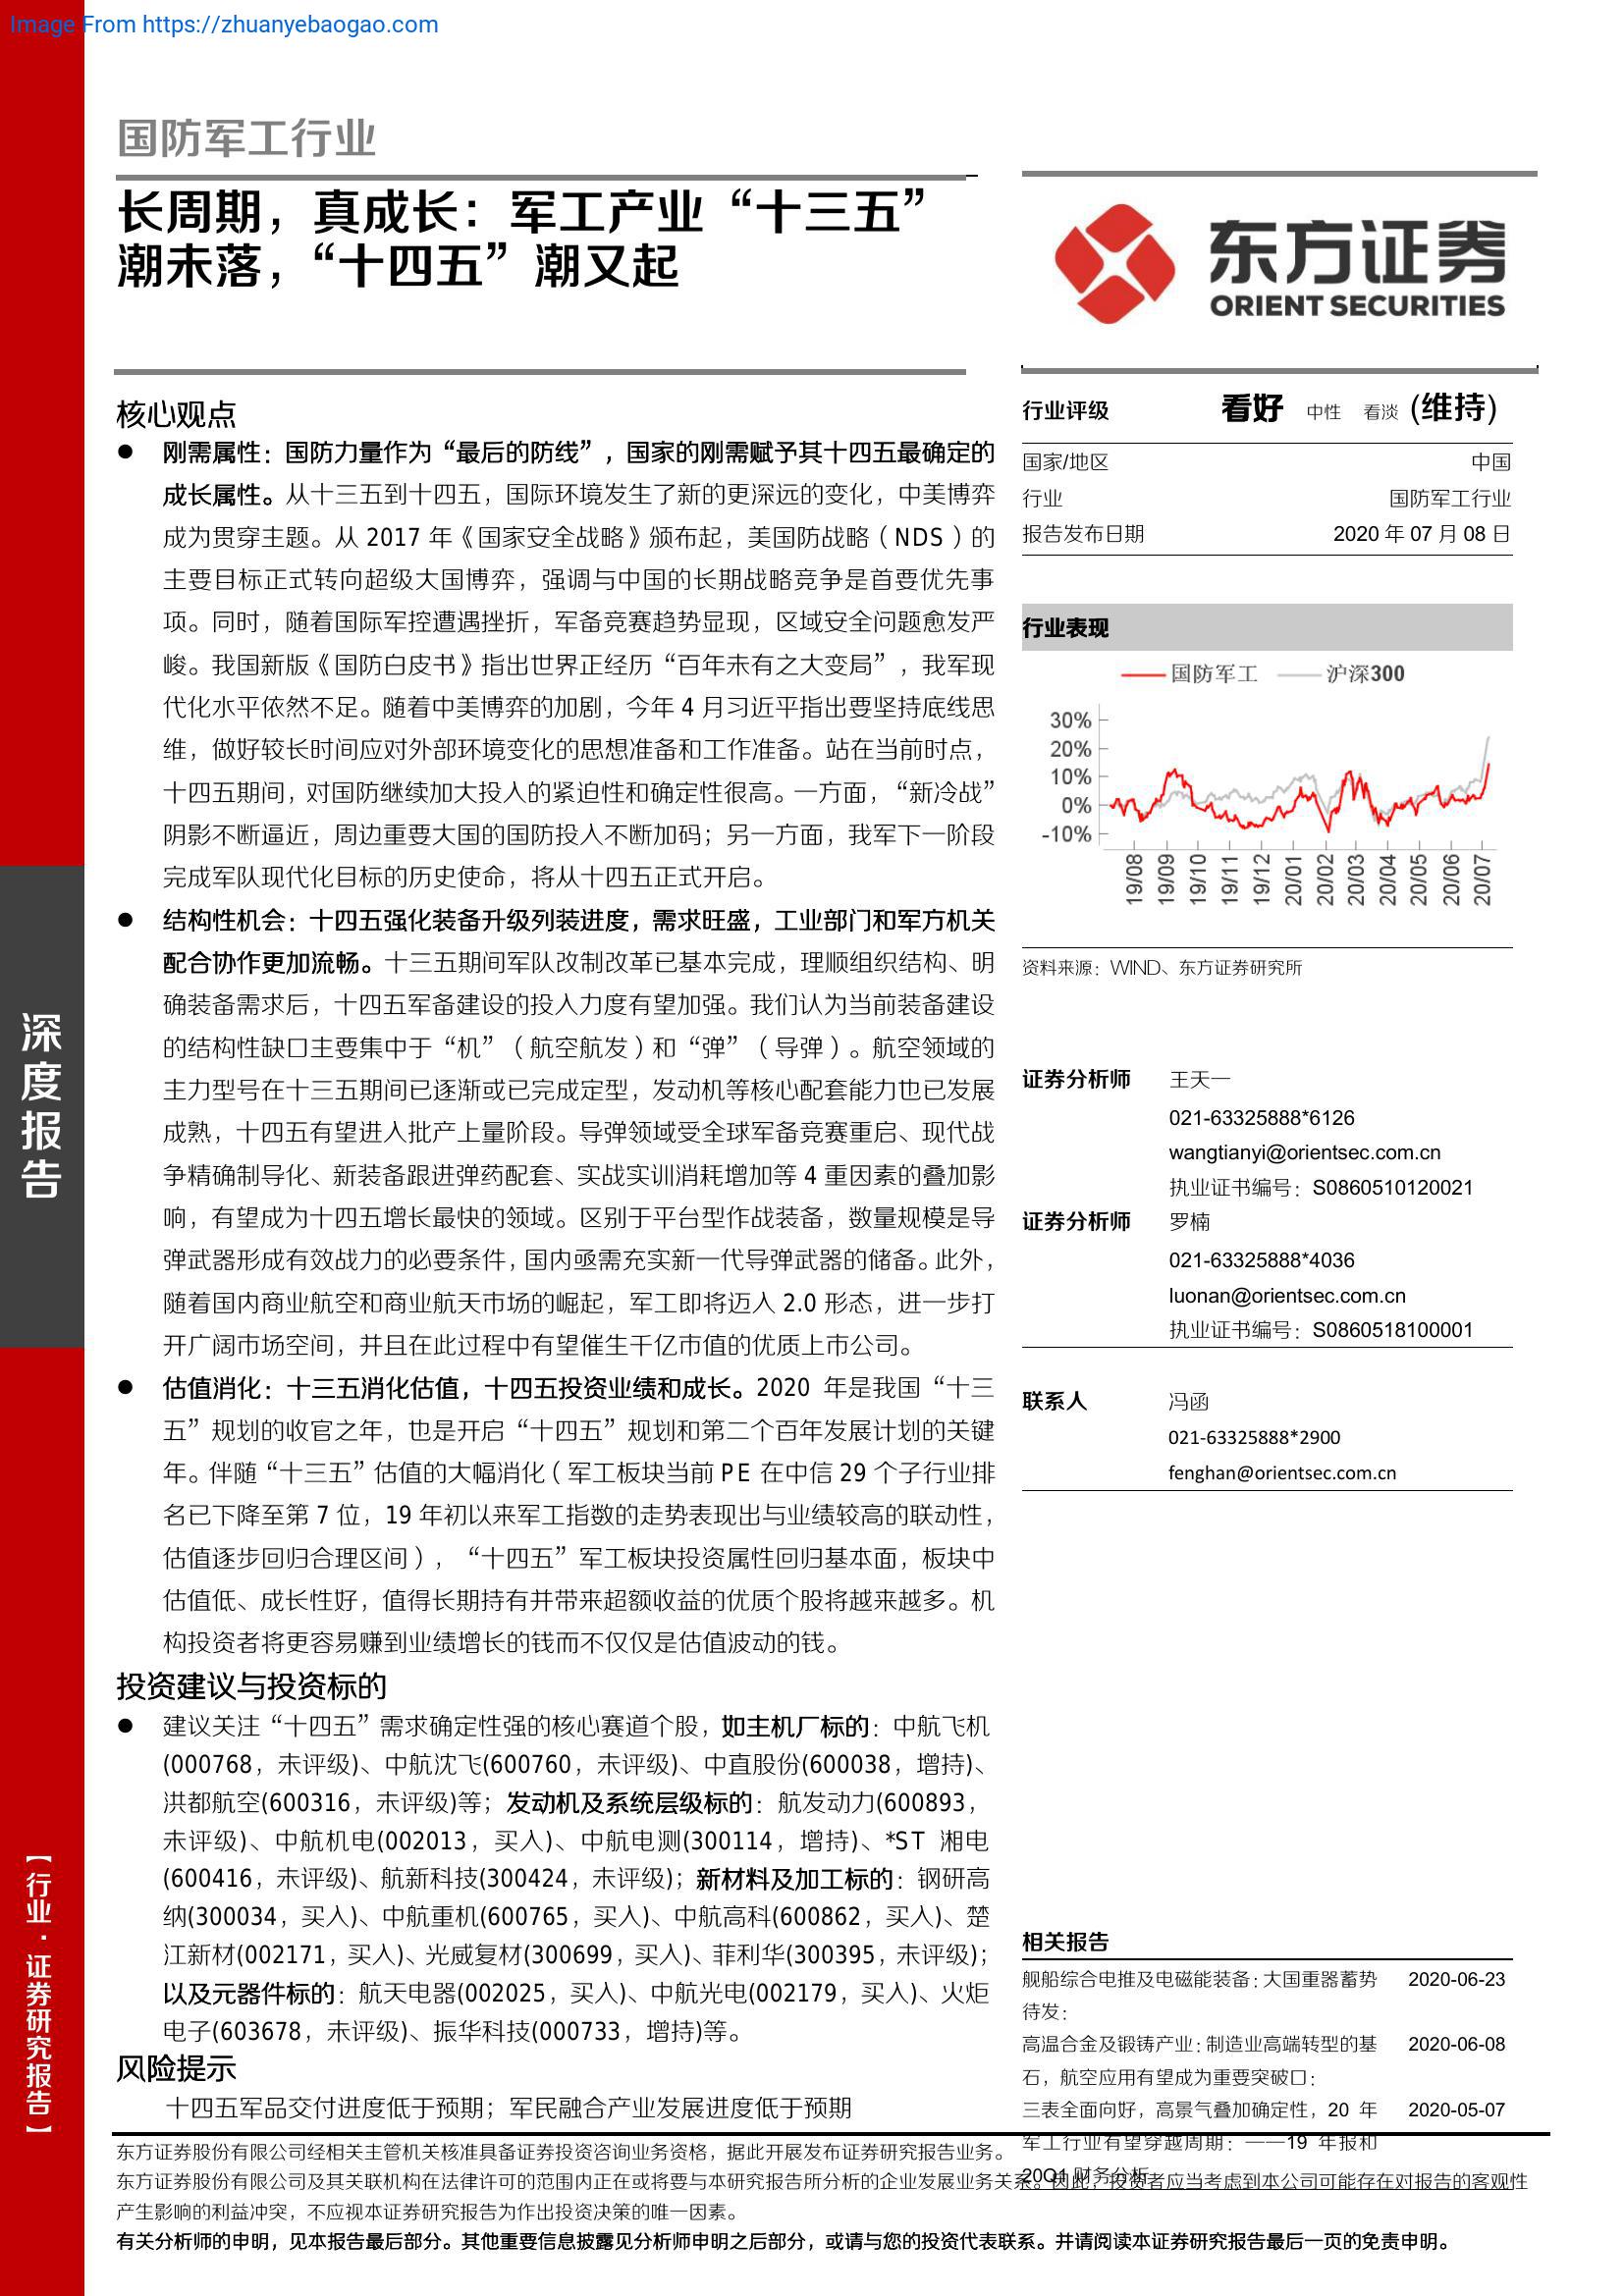 Image From https://zhuanyebaogao.com
国防军工行业
长周期，真成长：军工产业“十三五”
潮未落，“十四五”潮又起
东方证券
ORIENT SECURITIES
核心观点
● 刚需属性：国防力量作为“最后的防线”，国家的刚需赋予其十四五最确定的
成长属性。从十三五到十四五，国际环境发生了新的更深远的变化，中美博弈
成为贯穿主题。从 2017 年《国家安全战略》颁布起，美国防战略（NDS）的
主要目标正式转向超级大国博弈，强调与中国的长期战略竞争是首要优先事
项。同时，随着国际军控遭遇挫折，军备竞赛趋势显现，区域安全问题愈发严
峻。我国新版《国防白皮书》指出世界正经历“百年未有之大变局”，我军现
代化水平依然不足。随着中美博弈的加剧，今年 4 月习近平指出要坚持底线思
维，做好较长时间应对外部环境变化的思想准备和工作准备。站在当前时点，
十四五期间，对国防继续加大投入的紧迫性和确定性很高。一方面，“新冷战”
阴影不断逼近，周边重要大国的国防投入不断加码；另一方面，我军下一阶段
完成军队现代化目标的历史使命，将从十四五正式开启。
● 结构性机会：十四五强化装备升级列装进度，需求旺盛，工业部门和军方机关
配合协作更加流畅。十三五期间军队改制改革已基本完成，理顺组织结构、明
确装备需求后，十四五军备建设的投入力度有望加强。我们认为当前装备建设
的结构性缺口主要集中于“机”（航空航发）和“弹”（导弹）。航空领域的
主力型号在十三五期间已逐渐或已完成定型，发动机等核心配套能力也已发展
成熟，十四五有望进入批产上量阶段。导弹领域受全球军备竞赛重启、现代战
争精确制导化、新装备跟进弹药配套、实战实训消耗增加等 4 重因素的叠加影
响，有望成为十四五增长最快的领域。区别于平台型作战装备，数量规模是导
弹武器形成有效战力的必要条件，国内亟需充实新一代导弹武器的储备。此外，
随着国内商业航空和商业航天市场的崛起，军工即将迈入 2.0 形态，进一步打
开广阔市场空间，并且在此过程中有望催生千亿市值的优质上市公司。
● 估值消化：十三五消化估值，十四五投资业绩和成长。2020 年是我国“十三
五”规划的收官之年，也是开启“十四五”规划和第二个百年发展计划的关键
年。伴随“十三五”估值的大幅消化（军工板块当前 PE 在中信 29 个子行业排
名已下降至第 7 位，19 年初以来军工指数的走势表现出与业绩较高的联动性，
估值逐步回归合理区间），“十四五”军工板块投资属性回归基本面，板块中
估值低、成长性好，值得长期持有并带来超额收益的优质个股将越来越多。机
构投资者将更容易赚到业绩增长的钱而不仅仅是估值波动的钱。
投资建议与投资标的
● 建议关注“十四五”需求确定性强的核心赛道个股，如主机厂标的：中航飞机
(000768，未评级)、中航沈飞(600760，未评级)、中直股份(600038，增持)、
洪都航空(600316，未评级)等；发动机及系统层级标的：航发动力(600893，
未评级)、中航机电(002013，买入)、中航电测(300114，增持)、*ST 湘电
(600416，未评级)、航新科技(300424，未评级)；新材料及加工标的：钢研高
纳(300034，买入)、中航重机(600765，买入)、中航高科(600862，买入)、楚
江新材(002171，买入)、光威复材(300699，买入)、菲利华(300395，未评级)；
以及元器件标的：航天电器(002025，买入)、中航光电(002179，买入)、火炬
电子(603678，未评级)、振华科技(000733，增持)等。
风险提示
十四五军品交付进度低于预期；军民融合产业发展进度低于预期
行业评级 看好 中性 看淡 (维持)
国家/地区 中国
行业 国防军工行业
报告发布日期 2020 年 07 月 08 日
行业表现
国防军工 沪深300
30%
20%
10%
0%
-10%
19/08 19/09 19/10 19/11 19/12 20/01 20/02 20/03 20/04 20/05 20/06 20/07
资料来源：WIND、东方证券研究所
证券分析师 王天一
021-63325888*6126
wangtianyi@orientsec.com.cn
执业证书编号：S0860510120021
证券分析师 罗楠
021-63325888*4036
luonan@orientsec.com.cn
执业证书编号：S0860518100001
联系人 冯函
021-63325888*2900
fenghan@orientsec.com.cn
相关报告
舰船综合电推及电磁能装备：大国重器蓄势 2020-06-23
待发：
高温合金及锻铸产业：制造业高端转型的基 2020-06-08
石，航空应用有望成为重要突破口：
三表全面向好，高景气叠加确定性，20 年 2020-05-07
军工行业有望穿越周期：——19 年报和
20Q1 财务分析
深度报告
【行业·证券研究报告】
东方证券股份有限公司经相关主管机关核准具备证券投资咨询业务资格，据此开展发布证券研究报告业务。
东方证券股份有限公司及其关联机构在法律许可的范围内正在或将要与本研究报告所分析的企业发展业务关系。因此，投资者应当考虑到本公司可能存在对报告的客观性
产生影响的利益冲突，不应视本证券研究报告为作出投资决策的唯一因素。
有关分析师的申明，见本报告最后部分。其他重要信息披露见分析师申明之后部分，或请与您的投资代表联系。并请阅读本证券研究报告最后一页的免责申明。